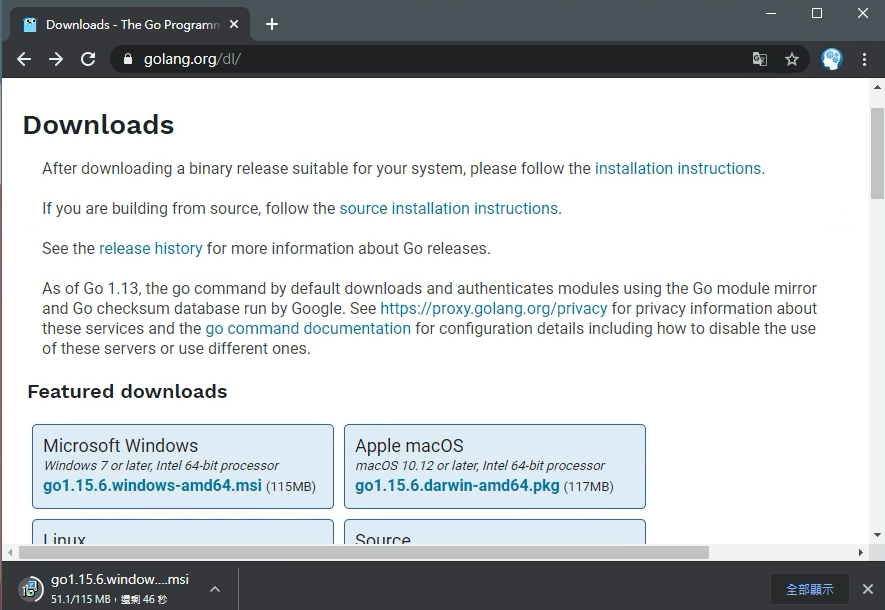 Downloads - The Go Programm
golang.org/dl/
Downloads
After downloading a binary release suitable for your system, please follow the installation instructions.
If you are building from source, follow the source installation instructions.
See the release history for more information about Go releases.
As of Go 1.13, the go command by default downloads and authenticates modules using the Go module mirror
and Go checksum database run by Google. See https://proxy.golang.org/privacy for privacy information about
these services and the go command documentation for configuration details including how to disable the use
of these servers or use different ones.
Featured downloads
Microsoft Windows
Windows 7 or later, Intel 64-bit processor
go1.15.6.windows-amd64.msi (115MB)
Apple macOS
macOS 10.12 or later, Intel 64-bit processor
go1.15.6.darwin-amd64.pkg (117MB)
Linux
Source
go1.15.6.window....msi
51.1/115 MB，還剩 46 秒
全部顯示